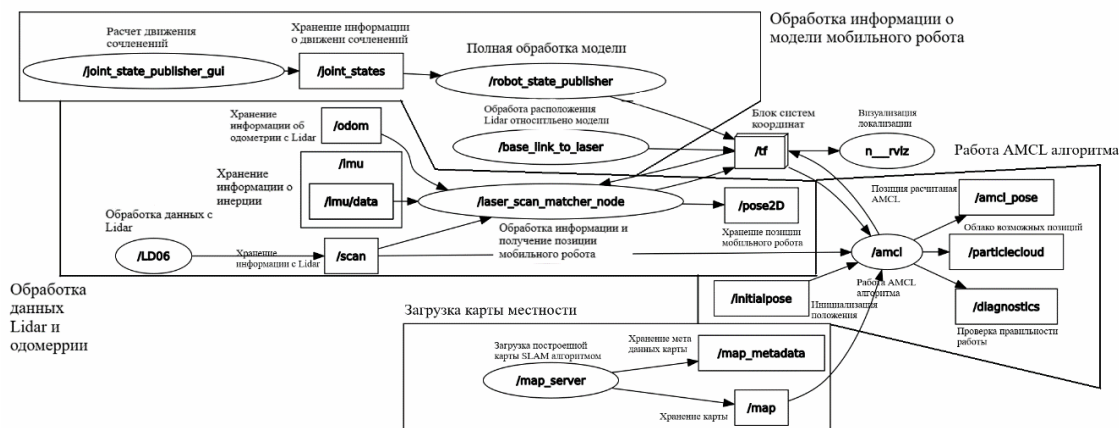 Обработка информации о
модели мобильного робота
Расчет движения
сочленений
/joint_state_publisher_gui
Хранение информации
о движени сочленений
/joint_states
Полная обработка модели
/robot_state_publisher
Хранение
информации об
одометрии с Lidar
/odom
Обработа расположения
Lidar относитльено модели
/base_link_to_laser
Блок систем
координат
/tf
Визуализация
локализации
n__rviz
Работа AMCL алгоритма
/imu
Хранение
информации о
инерции
/imu/data
/laser_scan_matcher_node
Обработка информации и
получение позиции
мобильного робота
/pose2D
Хранение позиции
мобильного робота
Позиция расчитаная
AMCL
/amcl_pose
Обработка данных с
Lidar
/LD06
Хранение
информации с Lidar
/scan
/amcl
Работа AMCL
алгоритма
Облако возможных позиций
/particlecloud
/initialpose
Инициализация
положения
/diagnostics
Проверка правильности
работы
Обработка
данных
Lidar и
одомеррии
Загрузка карты местности
Загрузка построенной
карты SLAM алгоритмом
/map_server
Хранение мета
данных карты
/map_metadata
Хранение карты
/map